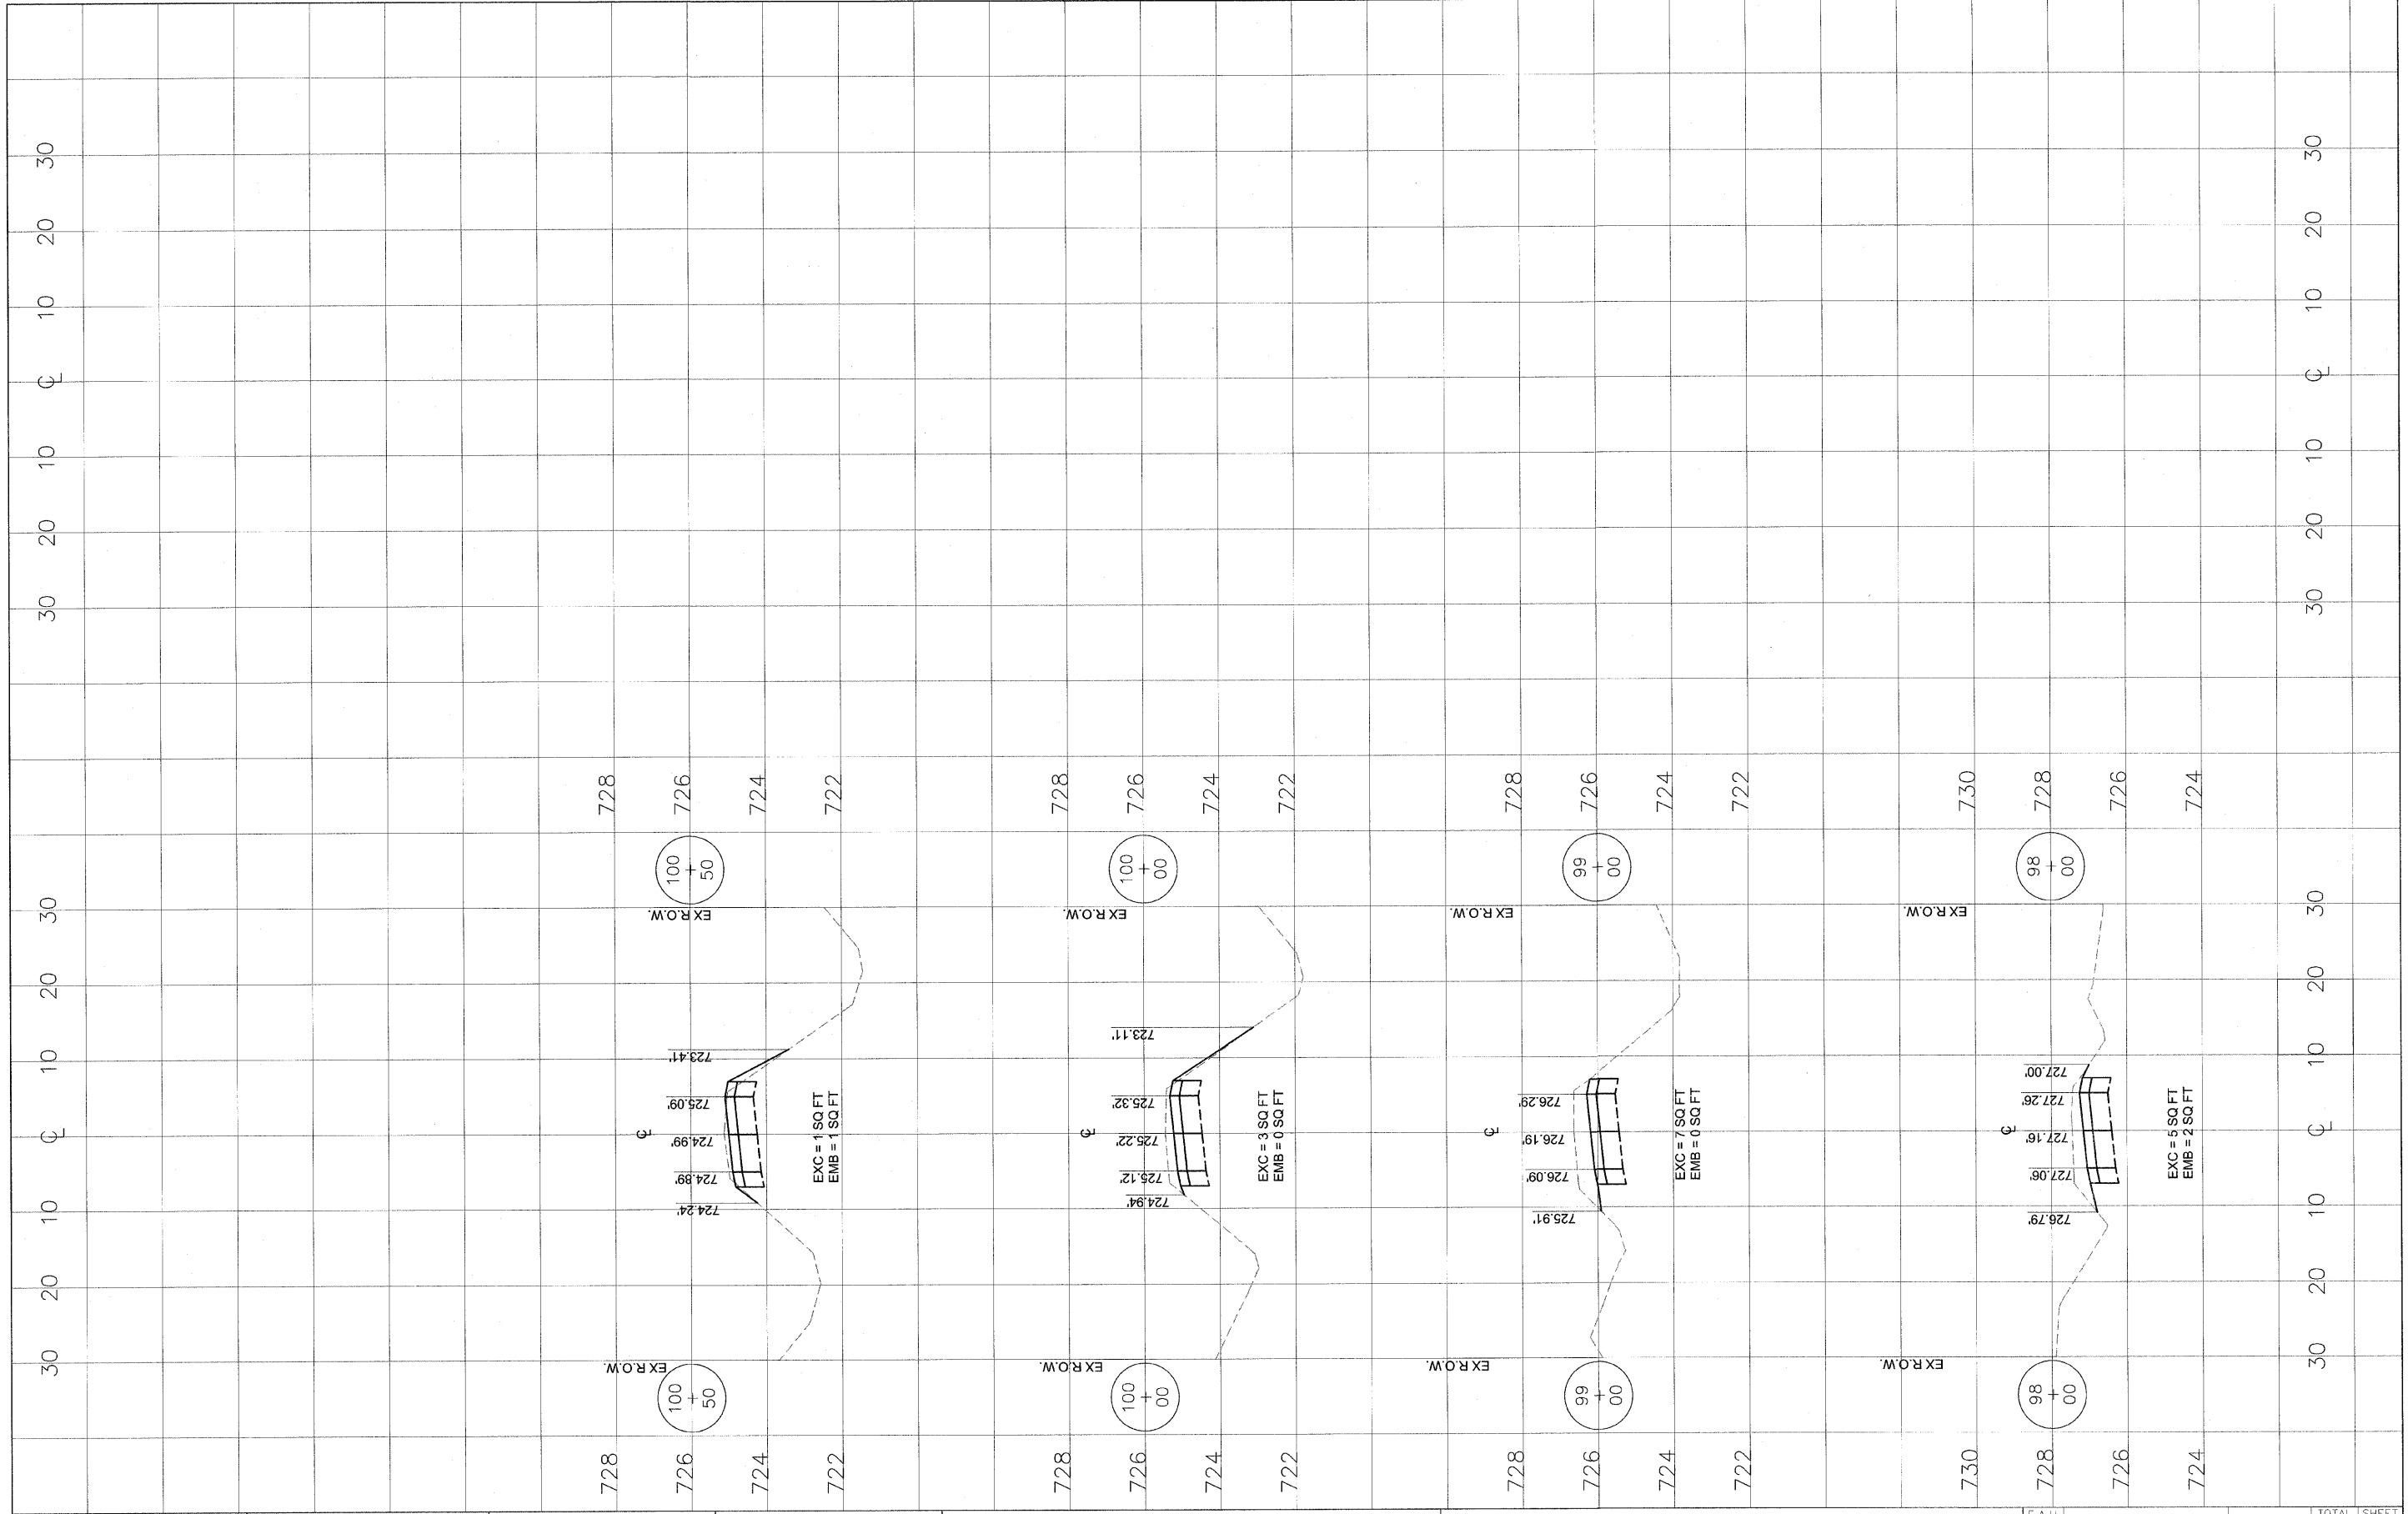 30 20 10 ℄ 10 20 30 30 20 10 ℄ 10 20 30
728 728
EX R.O.W. ℄ EX R.O.W.
726 100+50 724.24' 724.89' 724.99' 725.09' 723.41' 100+50 726
724 724
EXC = 1 SQ FT
EMB = 1 SQ FT
722 722
728 728
EX R.O.W. ℄ EX R.O.W.
726 100+00 724.94' 725.12' 725.22' 725.32' 723.11' 100+00 726
724 724
EXC = 3 SQ FT
EMB = 0 SQ FT
722 722
EX R.O.W. ℄ EX R.O.W.
728 728
726 99+00 725.91' 726.09' 726.19' 726.29' 99+00 726
724 724
EXC = 7 SQ FT
EMB = 0 SQ FT
722 722
EX R.O.W. ℄ EX R.O.W.
730 730
728 98+00 726.79' 727.06' 727.16' 727.26' 727.00' 98+00 728
726 726
EXC = 5 SQ FT
EMB = 2 SQ FT
724 724
30 20 10 ℄ 10 20 30 30 20 10 ℄ 10 20 30
TOTAL SHEET